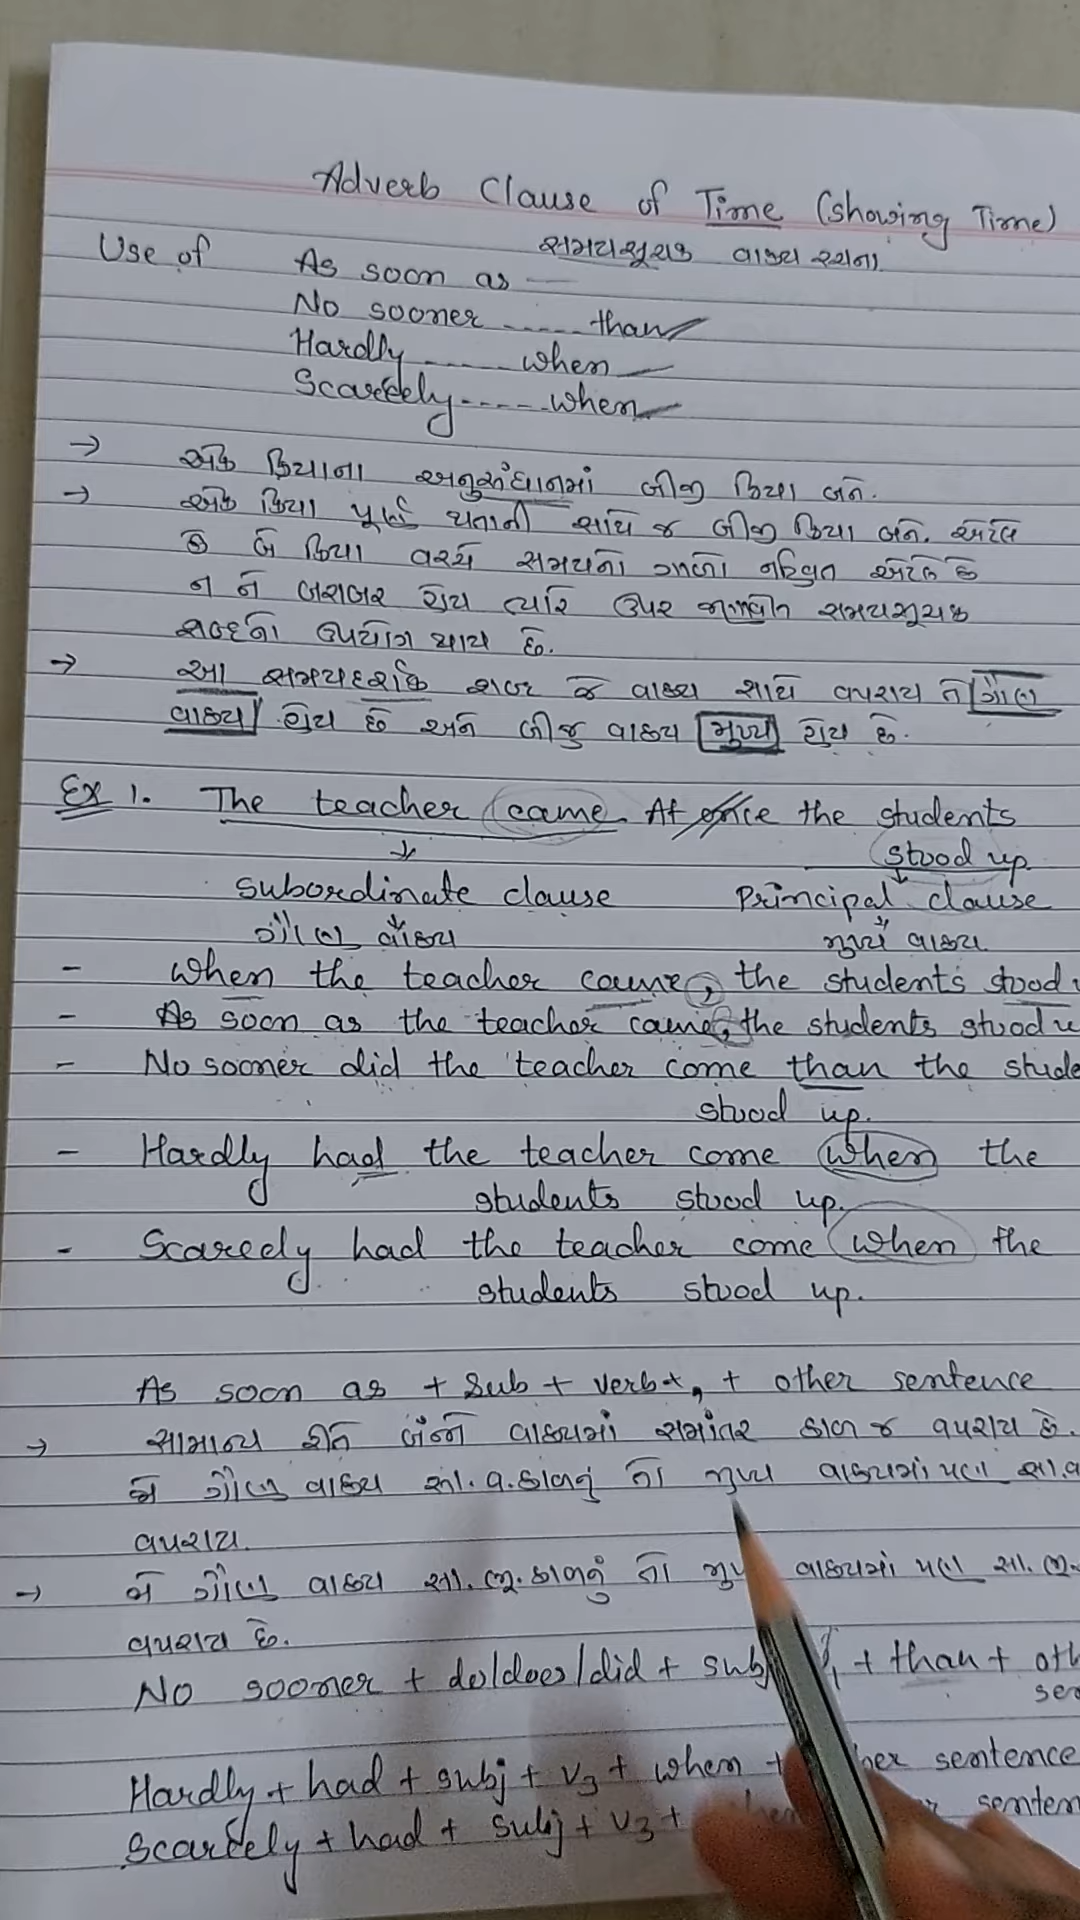 Adverb Clause of Time (Showing Time)
સમયસૂચક વાક્ય રચના
Use of As soon as —
No sooner ..... than
Hardly ..... when
Scarcely ..... when
→ એક ક્રિયાના અનુસંધાનમાં બીજી ક્રિયા બને.
→ એક ક્રિયા પૂર્ણ થતાની સાથે જ બીજી ક્રિયા બને. એટલે
કે બે ક્રિયા વચ્ચે સમયનો ગાળો નહિવત એટલે કે
ન ને બરાબર હોય ત્યારે ઉપર સમયસૂચક
શબ્દનો ઉપયોગ થાય છે.
→ આ સમયદર્શક શબ્દ જે વાક્ય સાથે વપરાય તે ગૌણ
વાક્ય હોય છે અને બીજુ વાક્ય મુખ્ય હોય છે.
Ex 1. The teacher came. At once the students
stood up.
↓
Subordinate clause Principal clause
ગૌણ વાક્ય મુખ્ય વાક્ય
- When the teacher came, the students stood
- As soon as the teacher came, the students stood u
- No sooner did the teacher come than the stude
stood up.
- Hardly had the teacher come when the
students stood up.
- Scarcely had the teacher come when the
students stood up.
As soon as + Sub + verb+, + other sentence
→ સામાન્ય રીતે બંને વાક્યમાં સમાંતર કાળ જ વપરાય છે.
જો ગૌણ વાક્ય સા. વ. કાળનું તો મુખ્ય વાક્યમાં પણ સા. વ
વપરાય.
→ જો ગૌણ વાક્ય સા. ભૂ. કાળનું તો વાક્યમાં પણ સા. ભૂ.
વપરાય છે.
No sooner + do/does/did + subj + than + oth
sen
Hardly + had + subj + V3 + when + sentence
Scarcely + had + subj + V3 + senten